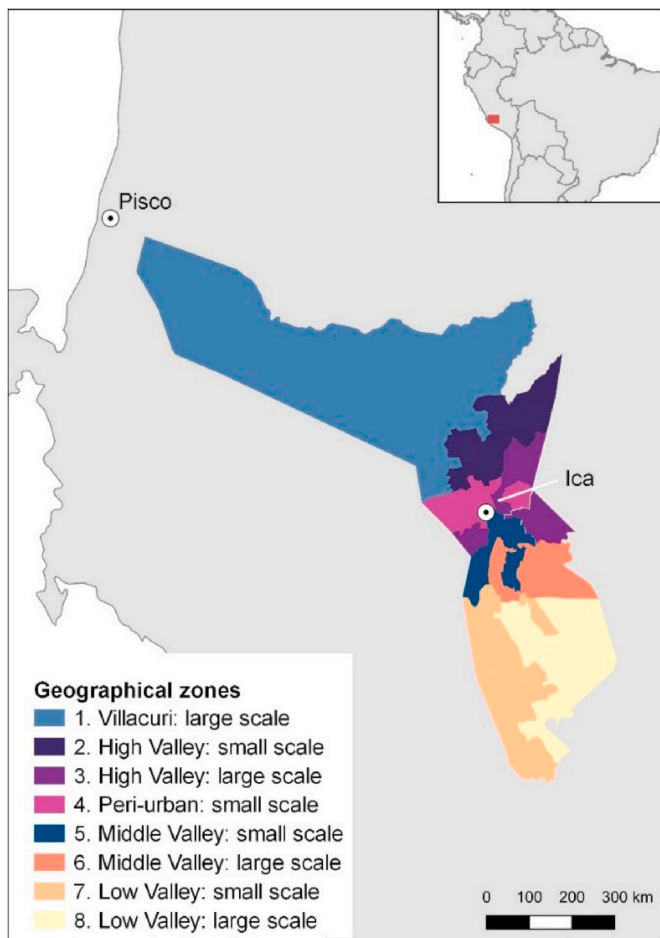 Pisco
Ica
Geographical zones
1. Villacuri: large scale
2. High Valley: small scale
3. High Valley: large scale
4. Peri-urban: small scale
5. Middle Valley: small scale
6. Middle Valley: large scale
7. Low Valley: small scale
8. Low Valley: large scale
0 100 200 300 km